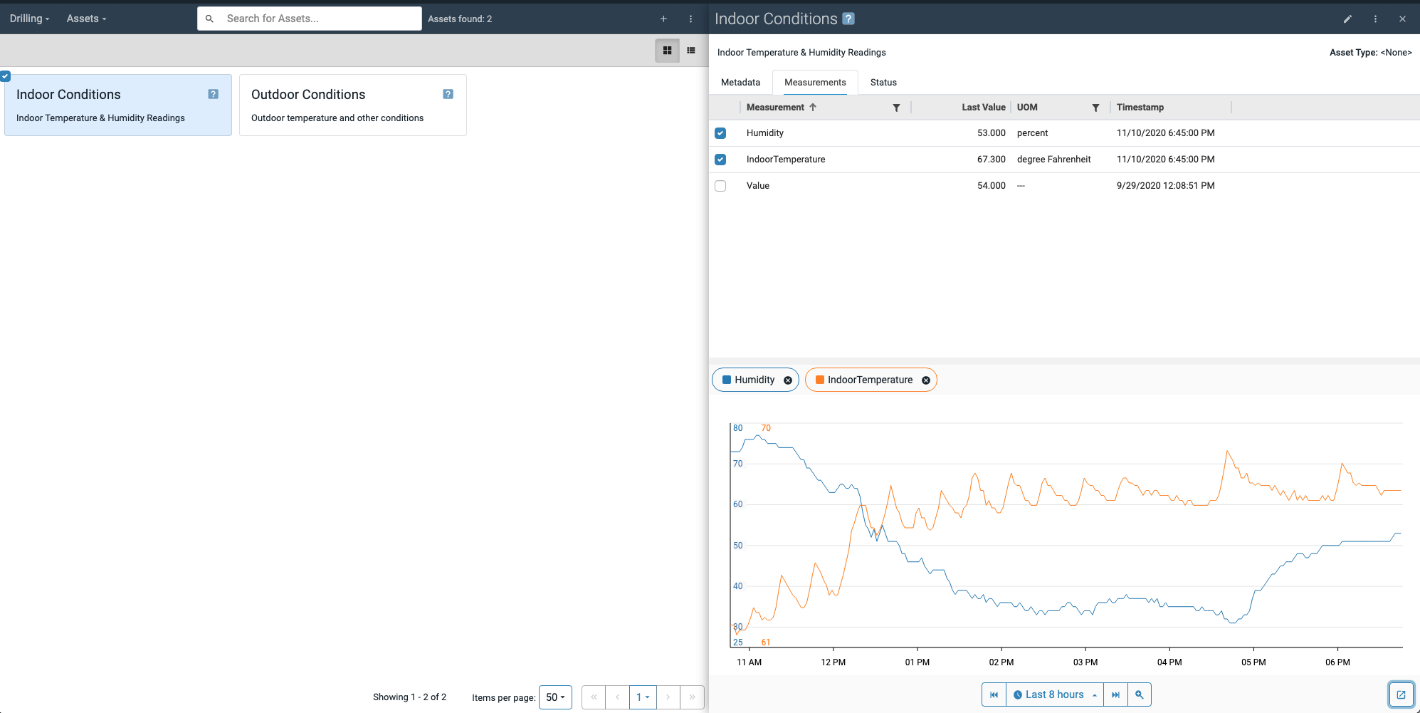 Drilling
Assets
Search for Assets...
Assets found: 2
Indoor Conditions ?
Indoor Temperature & Humidity Readings
Outdoor Conditions ?
Outdoor temperature and other conditions
Showing 1 - 2 of 2
Items per page: 50
« ‹ 1 › »
Indoor Conditions ?
Indoor Temperature & Humidity Readings
Asset Type: <None>
Metadata
Measurements
Status
Measurement Last Value UOM Timestamp
Humidity 53.000 percent 11/10/2020 6:45:00 PM
IndoorTemperature 67.300 degree Fahrenheit 11/10/2020 6:45:00 PM
Value 54.000 --- 9/29/2020 12:08:51 PM
Humidity
IndoorTemperature
80 70
70
60
50
40
30
25 61
11 AM 12 PM 01 PM 02 PM 03 PM 04 PM 05 PM 06 PM
Last 8 hours